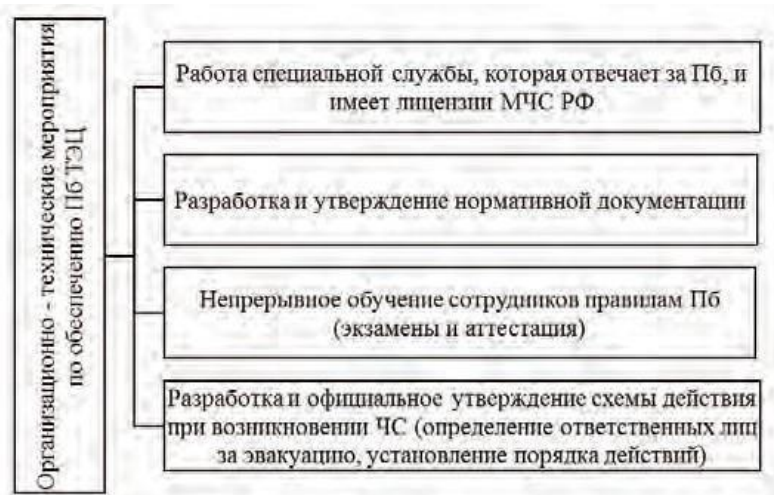 Организационно - технические мероприятия
по обеспечению Пб ТЭЦ
Работа специальной службы, которая отвечает за Пб, и
имеет лицензии МЧС РФ
Разработка и утверждение нормативной документации
Непрерывное обучение сотрудников правилам Пб
(экзамены и аттестация)
Разработка и официальное утверждение схемы действия
при возникновении ЧС (определение ответственных лиц
за эвакуацию, установление порядка действий)